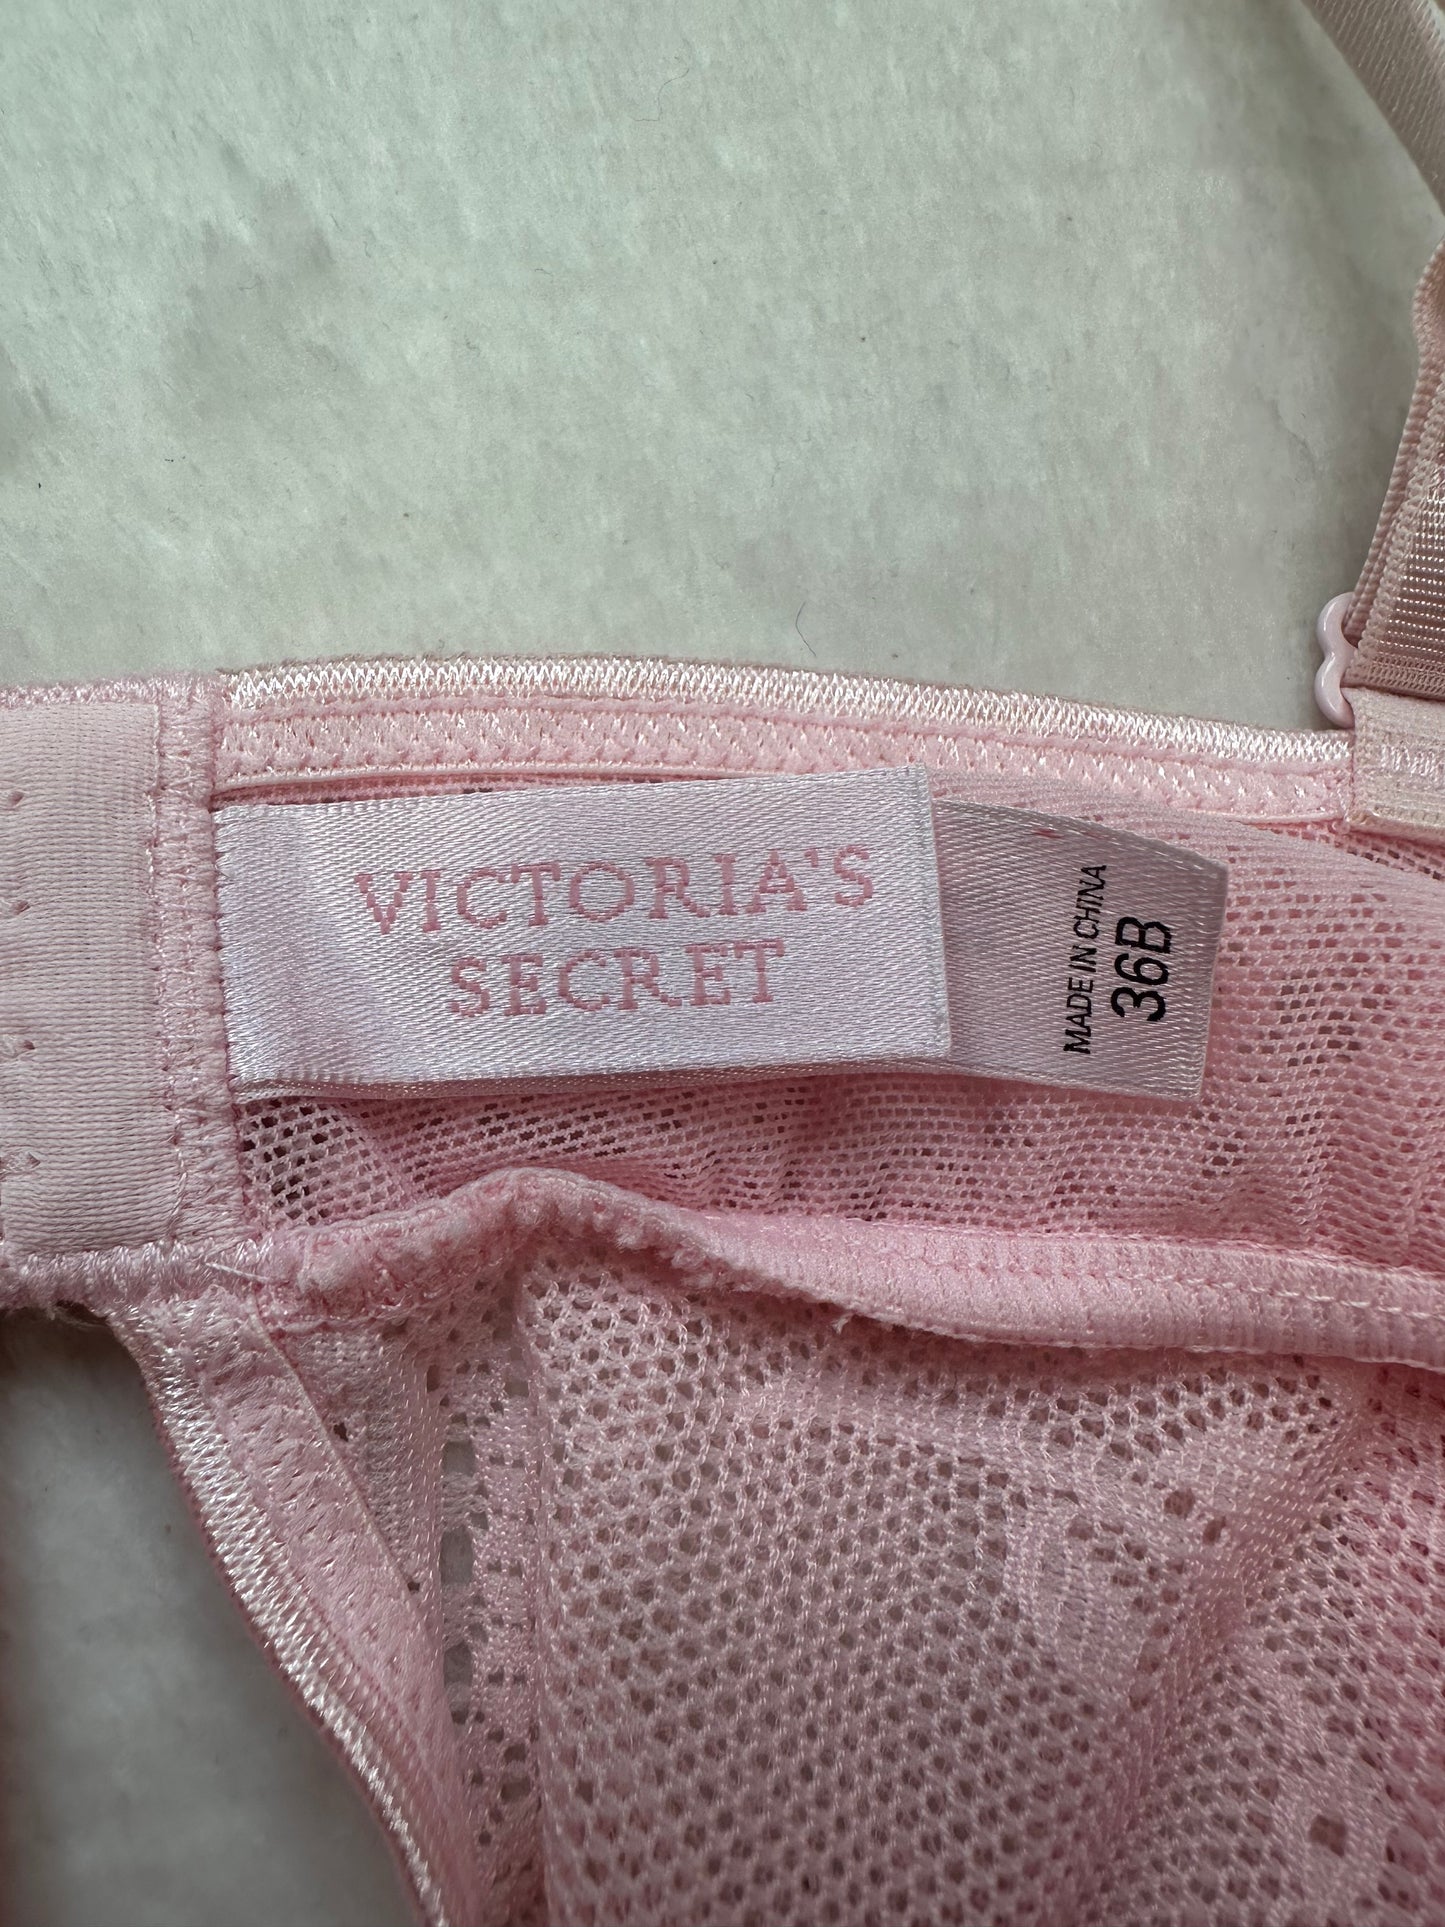 VICTORIA'S
SECRET
MADE IN CHINA
36B